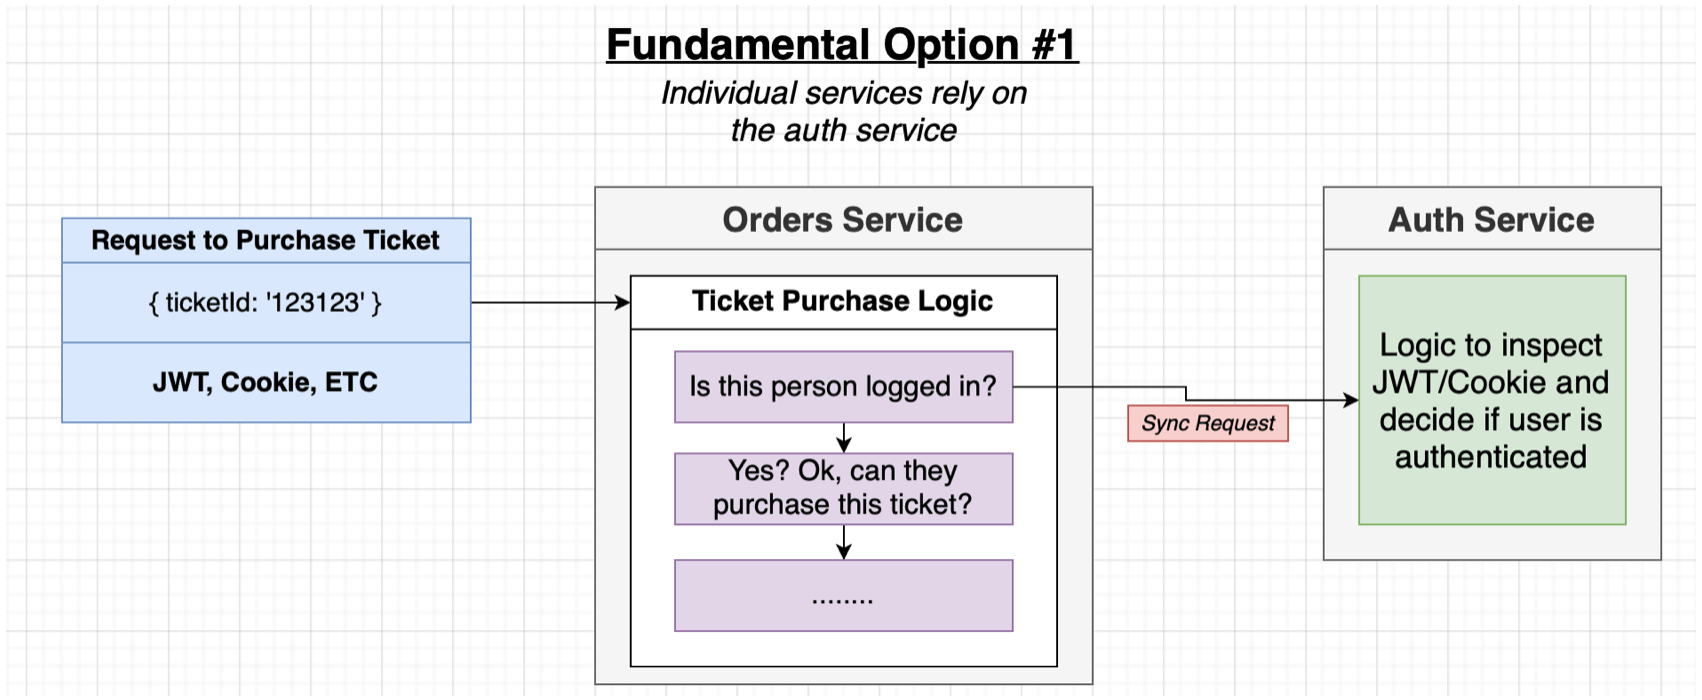 Fundamental Option #1
Individual services rely on
the auth service
Request to Purchase Ticket
{ ticketId: '123123' }
JWT, Cookie, ETC
Orders Service
Ticket Purchase Logic
Is this person logged in?
Yes? Ok, can they
purchase this ticket?
........
Sync Request
Auth Service
Logic to inspect
JWT/Cookie and
decide if user is
authenticated